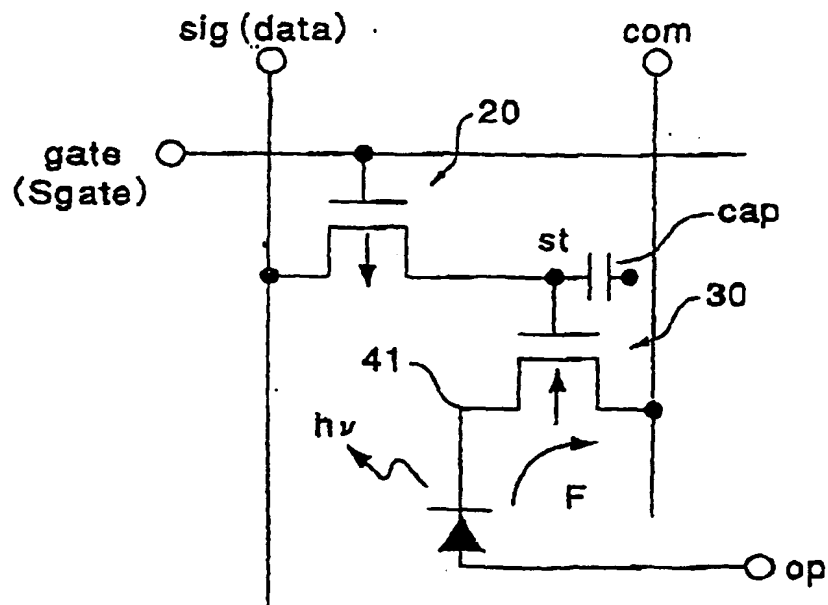 sig (data)
com
20
gate
(Sgate)
st
cap
30
41
hν
F
op